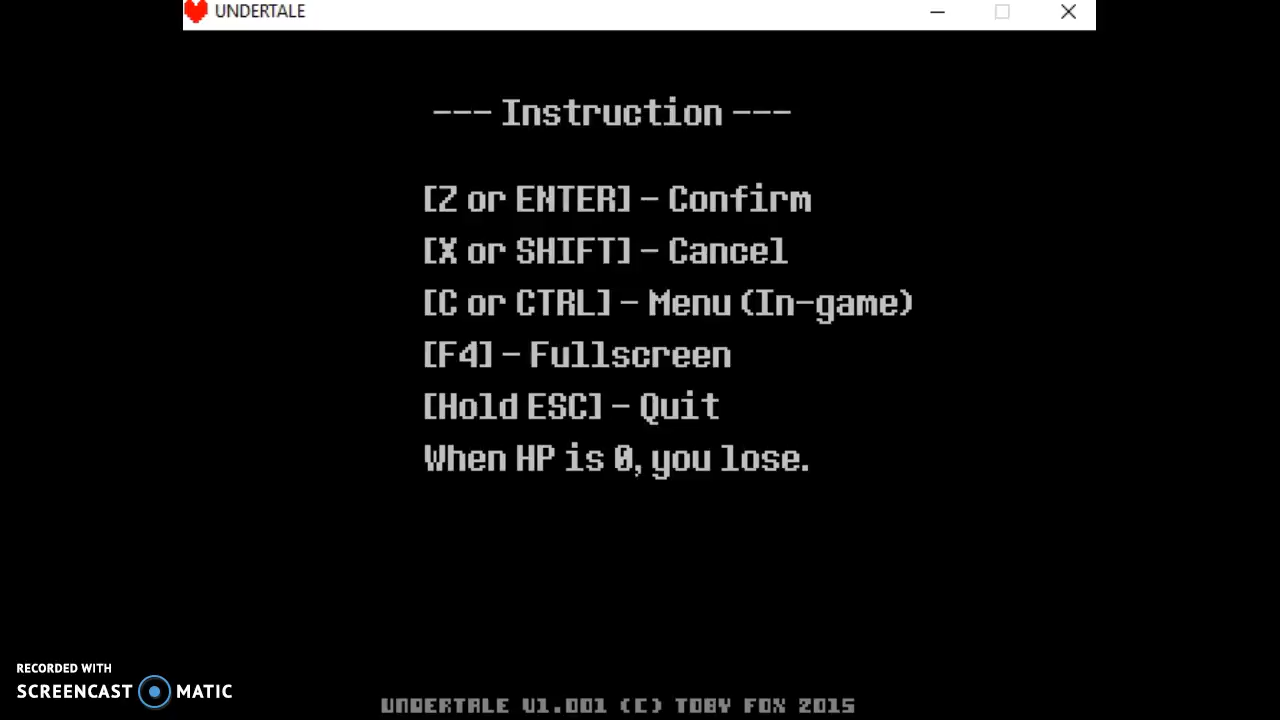 UNDERTALE
--- Instruction ---
[Z or ENTER] - Confirm
[X or SHIFT] - Cancel
[C or CTRL] - Menu (In-game)
[F4] - Fullscreen
[Hold ESC] - Quit
When HP is 0, you lose.
RECORDED WITH
SCREENCAST MATIC
UNDERTALE V1.001 (C) TOBY FOX 2015